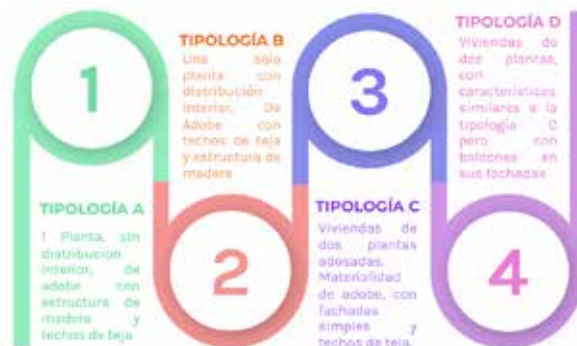 1
TIPOLOGÍA A
1 Planta, sin
distribución
interior, de
adobe con
estructura de
madera y
techos de teja
TIPOLOGÍA B
Una sola
planta con
distribución
interior, De
Adobe con
techos de teja
y estructura de
madera
2
3
TIPOLOGÍA C
Viviendas de
dos plantas
adosadas.
Materialidad
de adobe, con
fachadas
simples y
techos de teja.
TIPOLOGÍA D
Viviendas de
dos plantas,
con
características
similares a la
tipología C
pero con
balcones en
sus fachadas
4